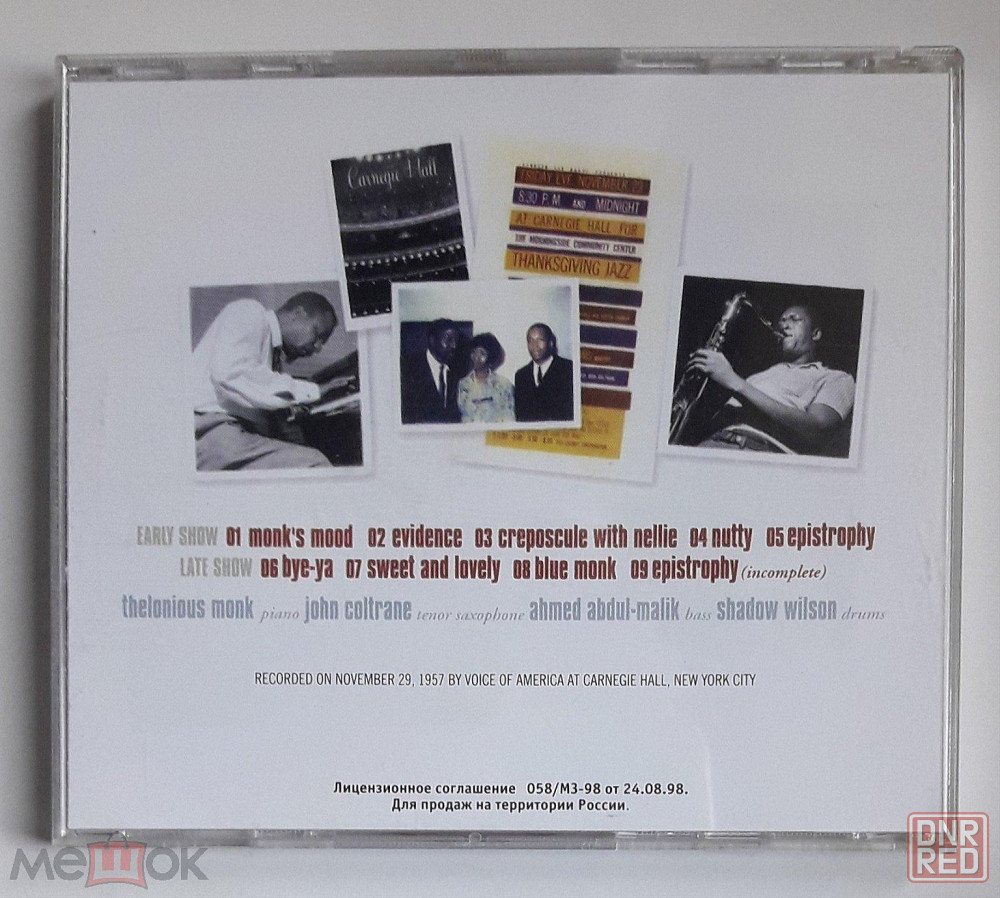 Carnegie Hall
FRIDAY EVE NOVEMBER 29
8:30 P.M AND MIDNIGHT
AT CARNEGIE HALL FOR
THE MORNINGSIDE COMMUNITY CENTER
THANKSGIVING JAZZ
EARLY SHOW 01 monk's mood 02 evidence 03 creposcule with nellie 04 nutty 05 epistrophy
LATE SHOW 06 bye-ya 07 sweet and lovely 08 blue monk 09 epistrophy (incomplete)
thelonious monk piano john coltrane tenor saxophone ahmed abdul-malik bass shadow wilson drums
RECORDED ON NOVEMBER 29, 1957 BY VOICE OF AMERICA AT CARNEGIE HALL, NEW YORK CITY
Лицензионное соглашение 058/МЗ-98 от 24.08.98.
Для продаж на территории России.
мешок
DNR
RED